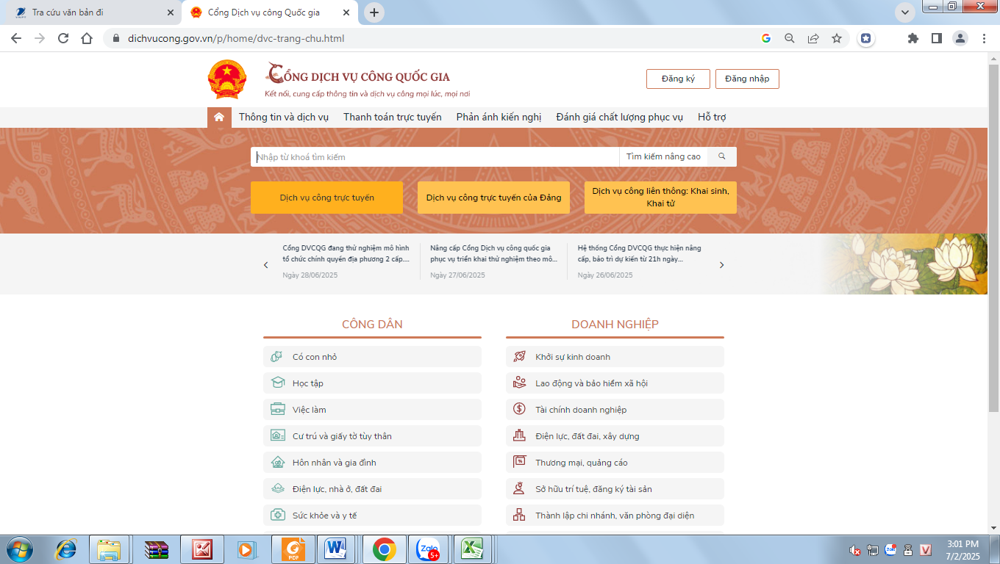 Tra cứu văn bản đi
Cổng Dịch vụ công Quốc gia
dichvucong.gov.vn/p/home/dvc-trang-chu.html
CỔNG DỊCH VỤ CÔNG QUỐC GIA
Kết nối, cung cấp thông tin và dịch vụ công mọi lúc, mọi nơi
Đăng ký
Đăng nhập
Thông tin và dịch vụ
Thanh toán trực tuyến
Phản ánh kiến nghị
Đánh giá chất lượng phục vụ
Hỗ trợ
Nhập từ khoá tìm kiếm
Tìm kiếm nâng cao
Dịch vụ công trực tuyến
Dịch vụ công trực tuyến của Đảng
Dịch vụ công liên thông: Khai sinh,
Khai tử
Cổng DVCQG đang thử nghiệm mô hình
tổ chức chính quyền địa phương 2 cấp....
Ngày 28/06/2025
Nâng cấp Cổng Dịch vụ công quốc gia
phục vụ triển khai thử nghiệm theo mô...
Ngày 27/06/2025
Hệ thống Cổng DVCQG thực hiện nâng
cấp, bảo trì dự kiến từ 21h ngày...
Ngày 26/06/2025
CÔNG DÂN
Có con nhỏ
Học tập
Việc làm
Cư trú và giấy tờ tùy thân
Hôn nhân và gia đình
Điện lực, nhà ở, đất đai
Sức khỏe và y tế
DOANH NGHIỆP
Khởi sự kinh doanh
Lao động và bảo hiểm xã hội
Tài chính doanh nghiệp
Điện lực, đất đai, xây dựng
Thương mại, quảng cáo
Sở hữu trí tuệ, đăng ký tài sản
Thành lập chi nhánh, văn phòng đại diện
PDF
Zalo
5+
3:01 PM
7/2/2025